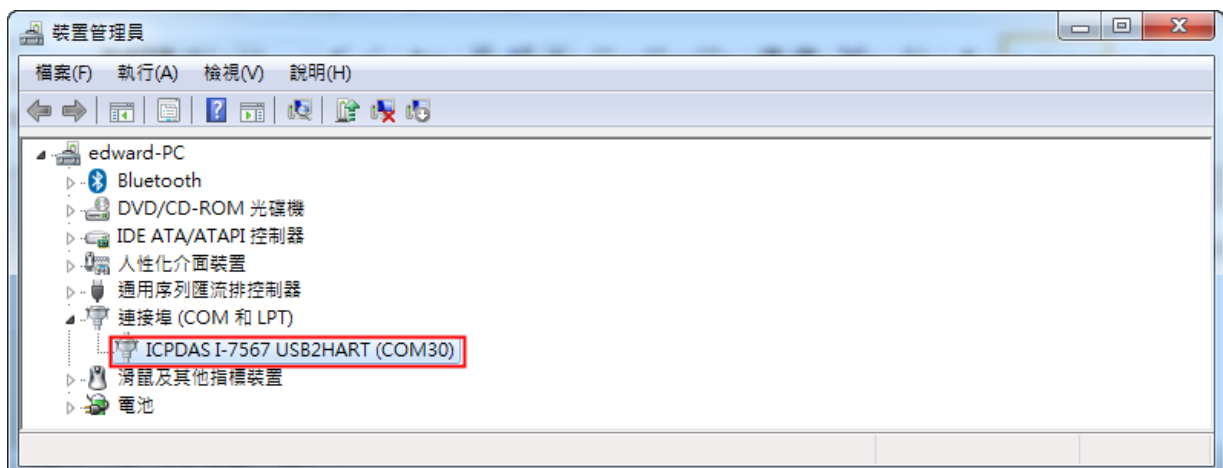 裝置管理員
檔案(F) 執行(A) 檢視(V) 說明(H)
edward-PC
Bluetooth
DVD/CD-ROM 光碟機
IDE ATA/ATAPI 控制器
人性化介面裝置
通用序列匯流排控制器
連接埠 (COM 和 LPT)
ICPDAS I-7567 USB2HART (COM30)
滑鼠及其他指標裝置
電池